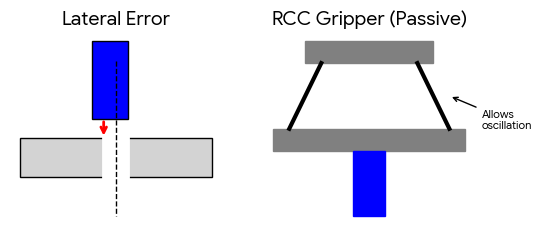 Lateral Error
RCC Gripper (Passive)
Allows
oscillation